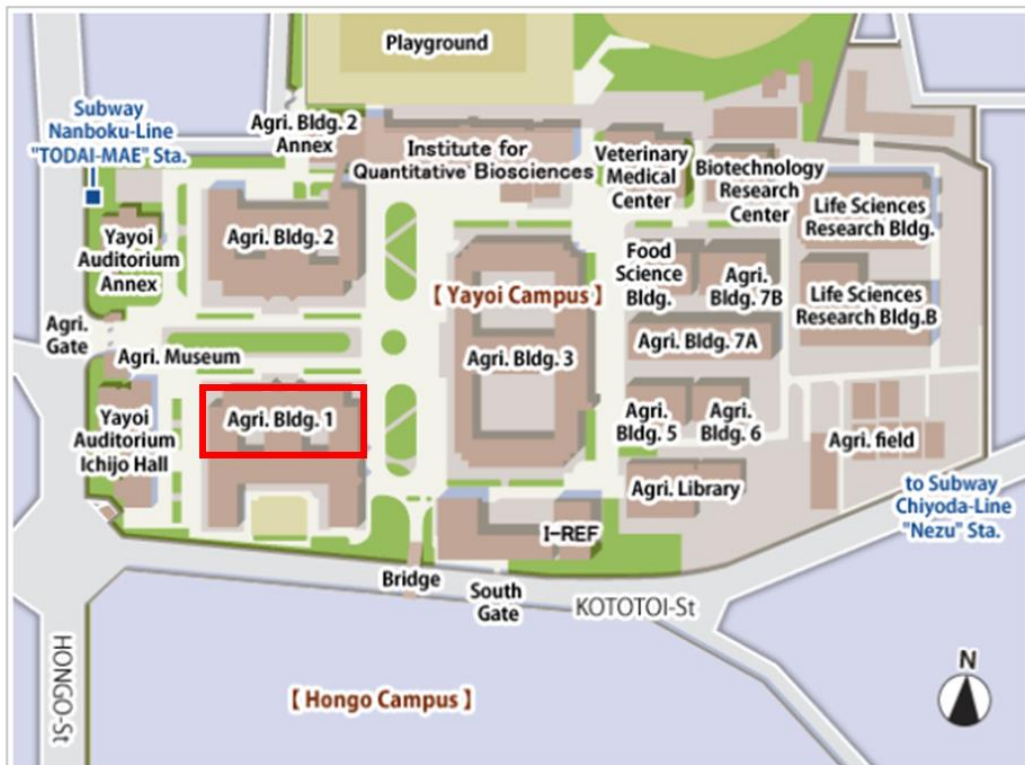 Playground
Subway
Nanboku-Line
"TODAI-MAE" Sta.
Agri. Bldg. 2
Annex
Institute for
Quantitative Biosciences
Veterinary
Medical
Center
Biotechnology
Research
Center
Life Sciences
Research Bldg.
Yayoi
Auditorium
Annex
Agri. Bldg. 2
Food
Science
Bldg.
Agri.
Bldg. 7B
【 Yayoi Campus 】
Life Sciences
Research Bldg.B
Agri.
Gate
Agri. Museum
Agri. Bldg. 3
Agri. Bldg. 7A
Yayoi
Auditorium
Ichijo Hall
Agri. Bldg. 1
Agri.
Bldg. 5
Agri.
Bldg. 6
Agri. field
Agri. Library
to Subway
Chiyoda-Line
"Nezu" Sta.
I-REF
Bridge
South
Gate
KOTOTOI-St
HONGO-St
【 Hongo Campus 】
N